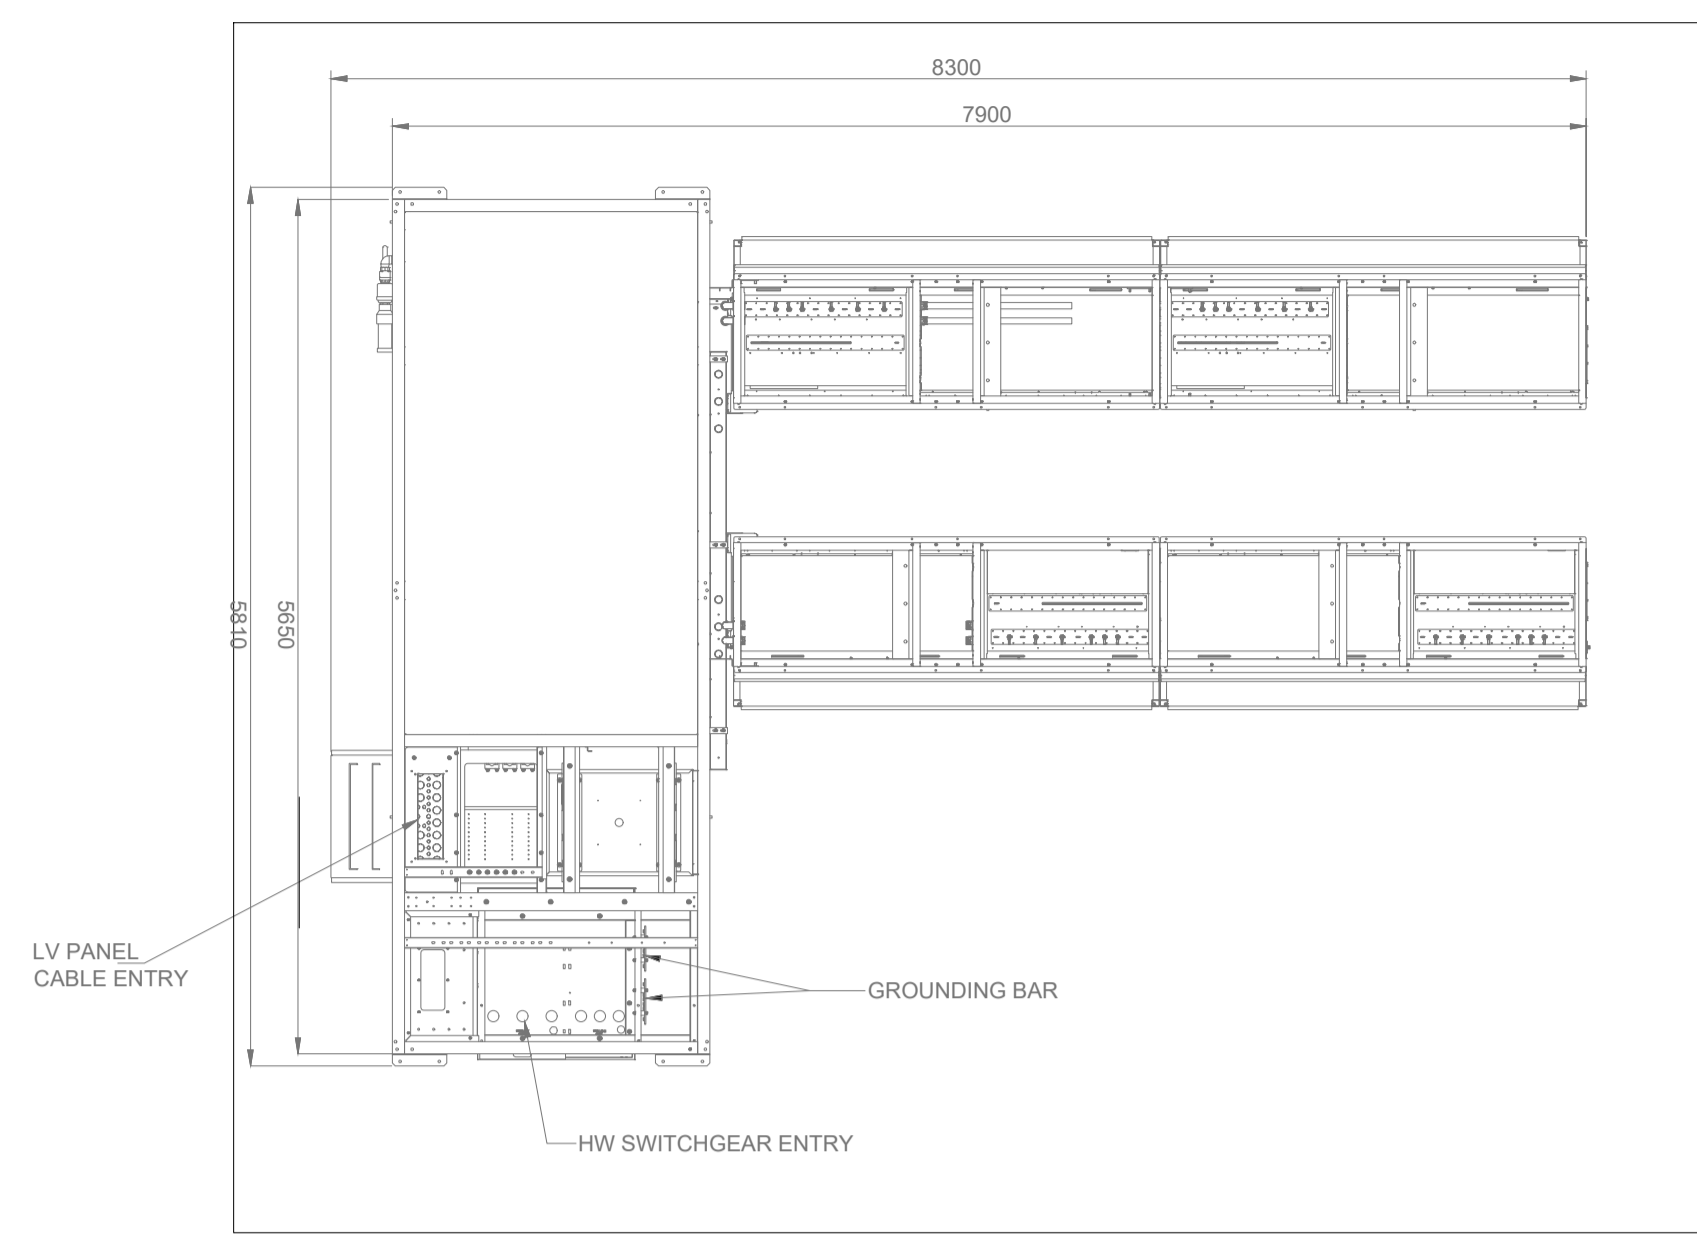 8300
7900
5810
5650
LV PANEL
CABLE ENTRY
GROUNDING BAR
HW SWITCHGEAR ENTRY